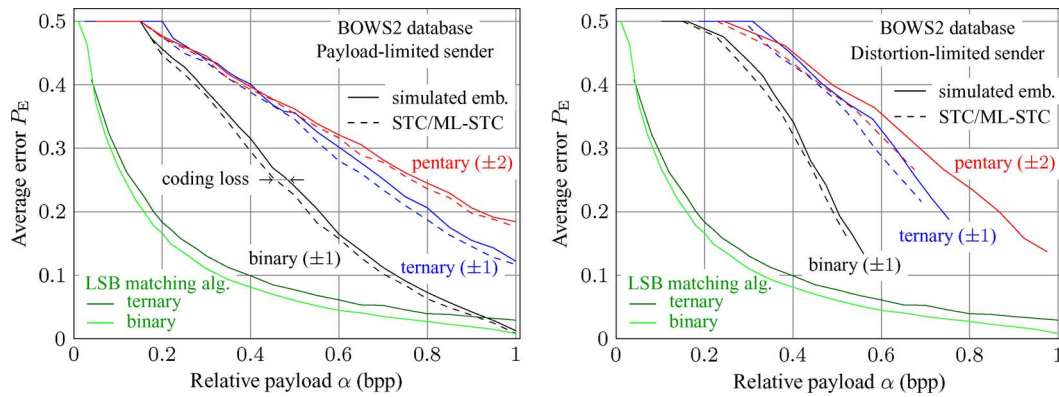 BOWS2 database
Payload-limited sender
simulated emb.
STC/ML-STC
pentary (±2)
coding loss
binary (±1)
ternary (±1)
LSB matching alg.
ternary
binary
0.5
0.4
0.3
0.2
0.1
0
0
0.2
0.4
0.6
0.8
1
Average error P_E
Relative payload α (bpp)
BOWS2 database
Distortion-limited sender
simulated emb.
STC/ML-STC
pentary (±2)
ternary (±1)
binary (±1)
LSB matching alg.
ternary
binary
0.5
0.4
0.3
0.2
0.1
0
0
0.2
0.4
0.6
0.8
1
Average error P_E
Relative payload α (bpp)